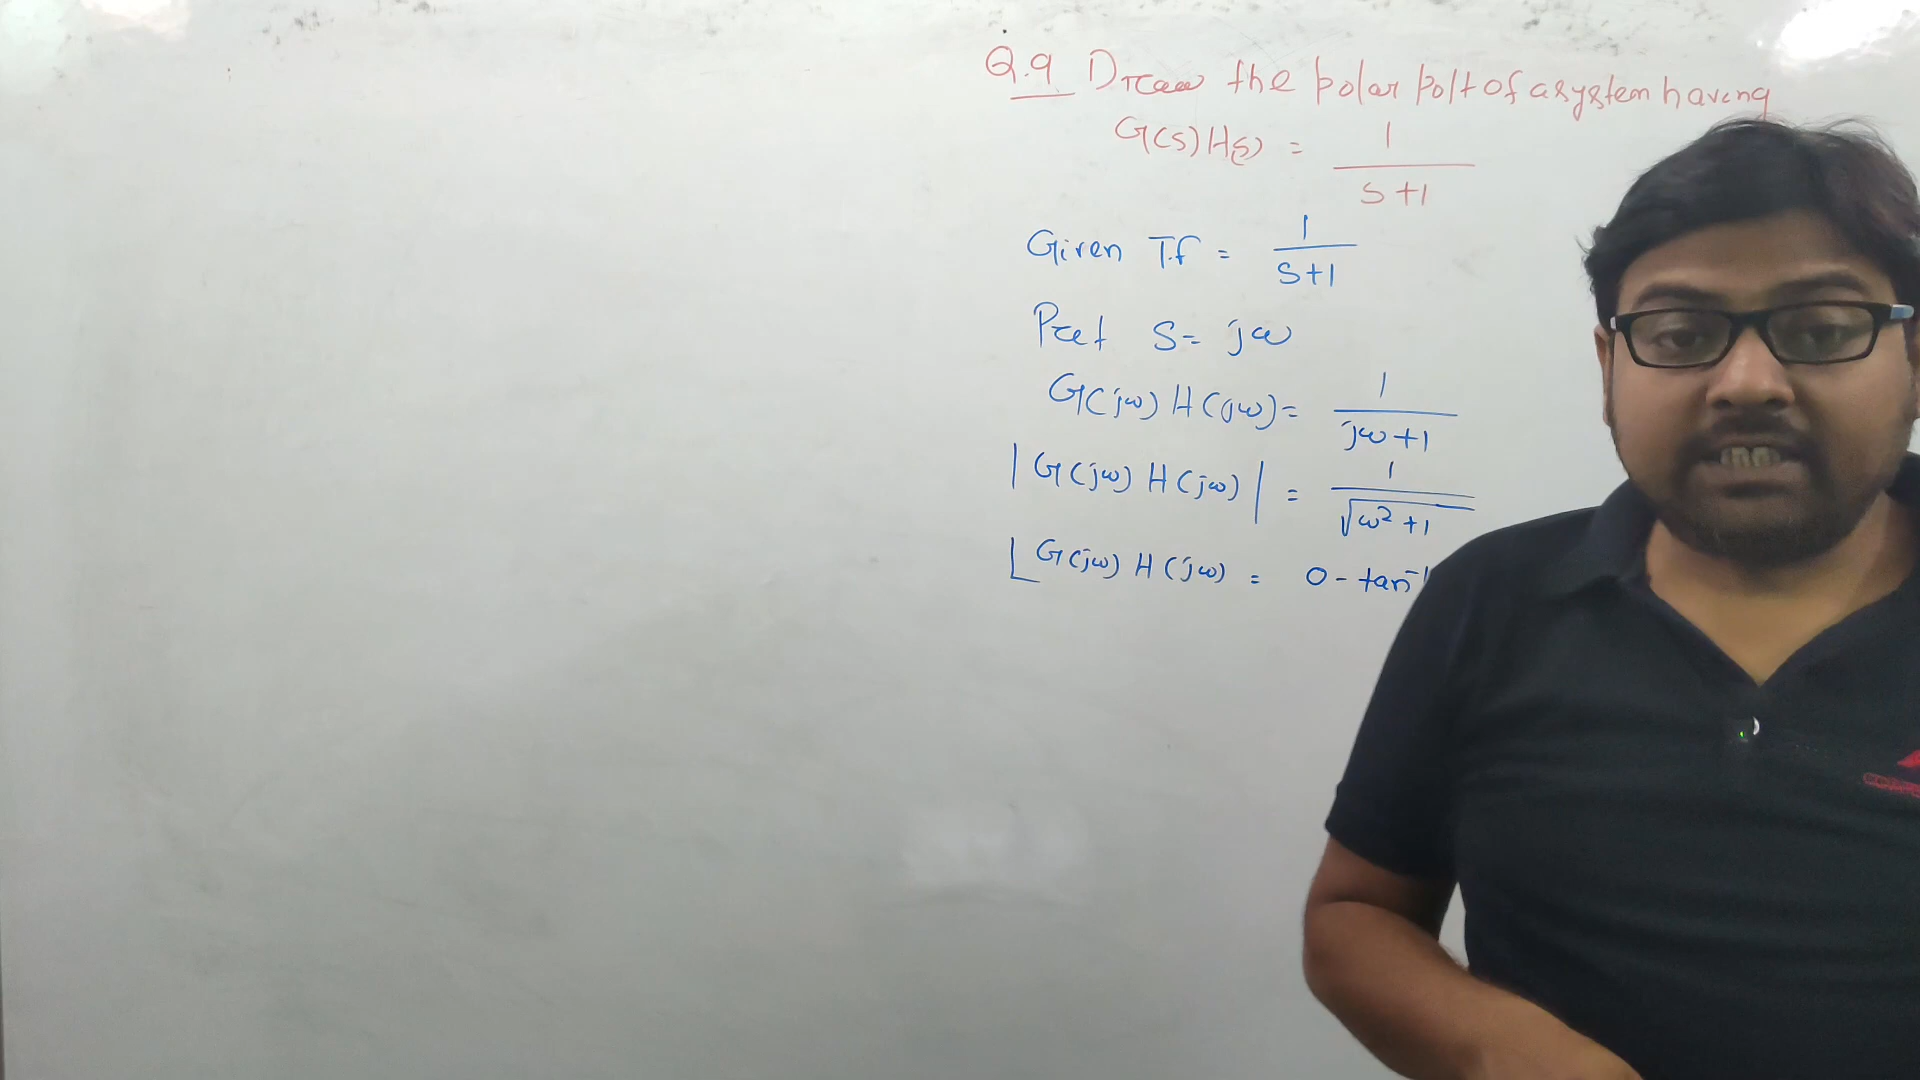 Q.9 Draw the polar polt of a system having
G(s)H(s) = 1/(s+1)
Given T.f = 1/(s+1)
Put S = jω
G(jω) H(jω) = 1/(jω+1)
|G(jω) H(jω)| = 1/√(ω²+1)
∠G(jω) H(jω) = 0 - tan⁻¹